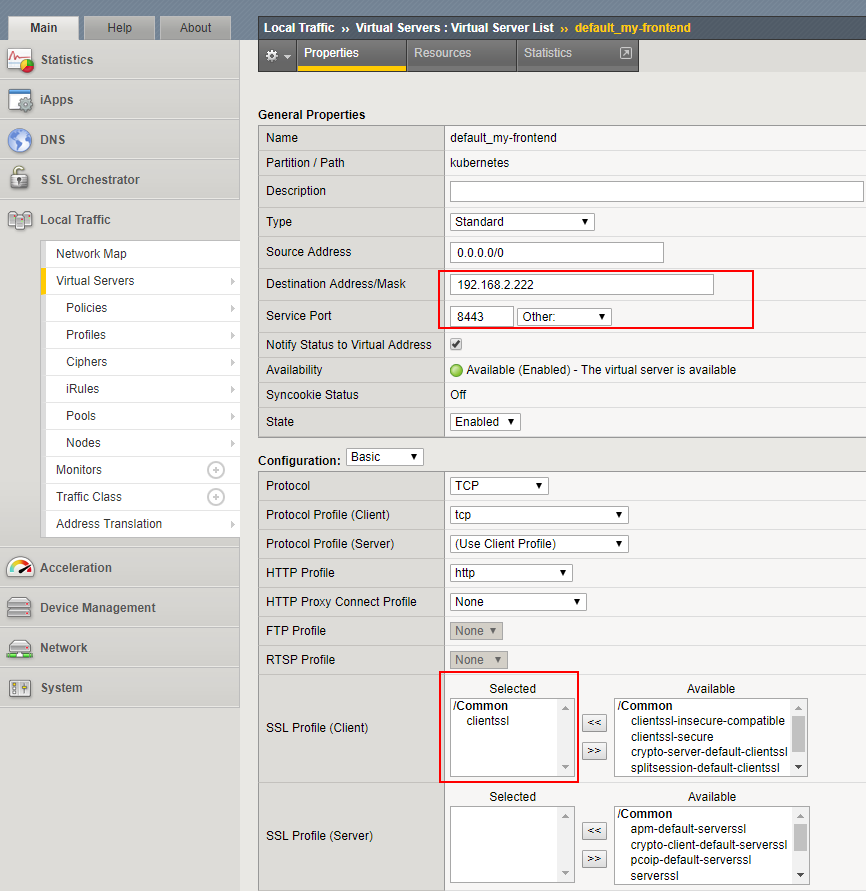 Main Help About
Local Traffic ›› Virtual Servers : Virtual Server List ›› default_my-frontend
Properties Resources Statistics
Statistics
iApps
DNS
SSL Orchestrator
Local Traffic
Network Map
Virtual Servers
Policies
Profiles
Ciphers
iRules
Pools
Nodes
Monitors
Traffic Class
Address Translation
Acceleration
Device Management
Network
System
General Properties
Name default_my-frontend
Partition / Path kubernetes
Description
Type Standard
Source Address 0.0.0.0/0
Destination Address/Mask 192.168.2.222
Service Port 8443 Other:
Notify Status to Virtual Address
Availability Available (Enabled) - The virtual server is available
Syncookie Status Off
State Enabled
Configuration: Basic
Protocol TCP
Protocol Profile (Client) tcp
Protocol Profile (Server) (Use Client Profile)
HTTP Profile http
HTTP Proxy Connect Profile None
FTP Profile None
RTSP Profile None
SSL Profile (Client)
Selected
/Common
clientssl
<<
>>
Available
/Common
clientssl-insecure-compatible
clientssl-secure
crypto-server-default-clientssl
splitsession-default-clientssl
SSL Profile (Server)
Selected
<<
>>
Available
/Common
apm-default-serverssl
crypto-client-default-serverssl
pcoip-default-serverssl
serverssl